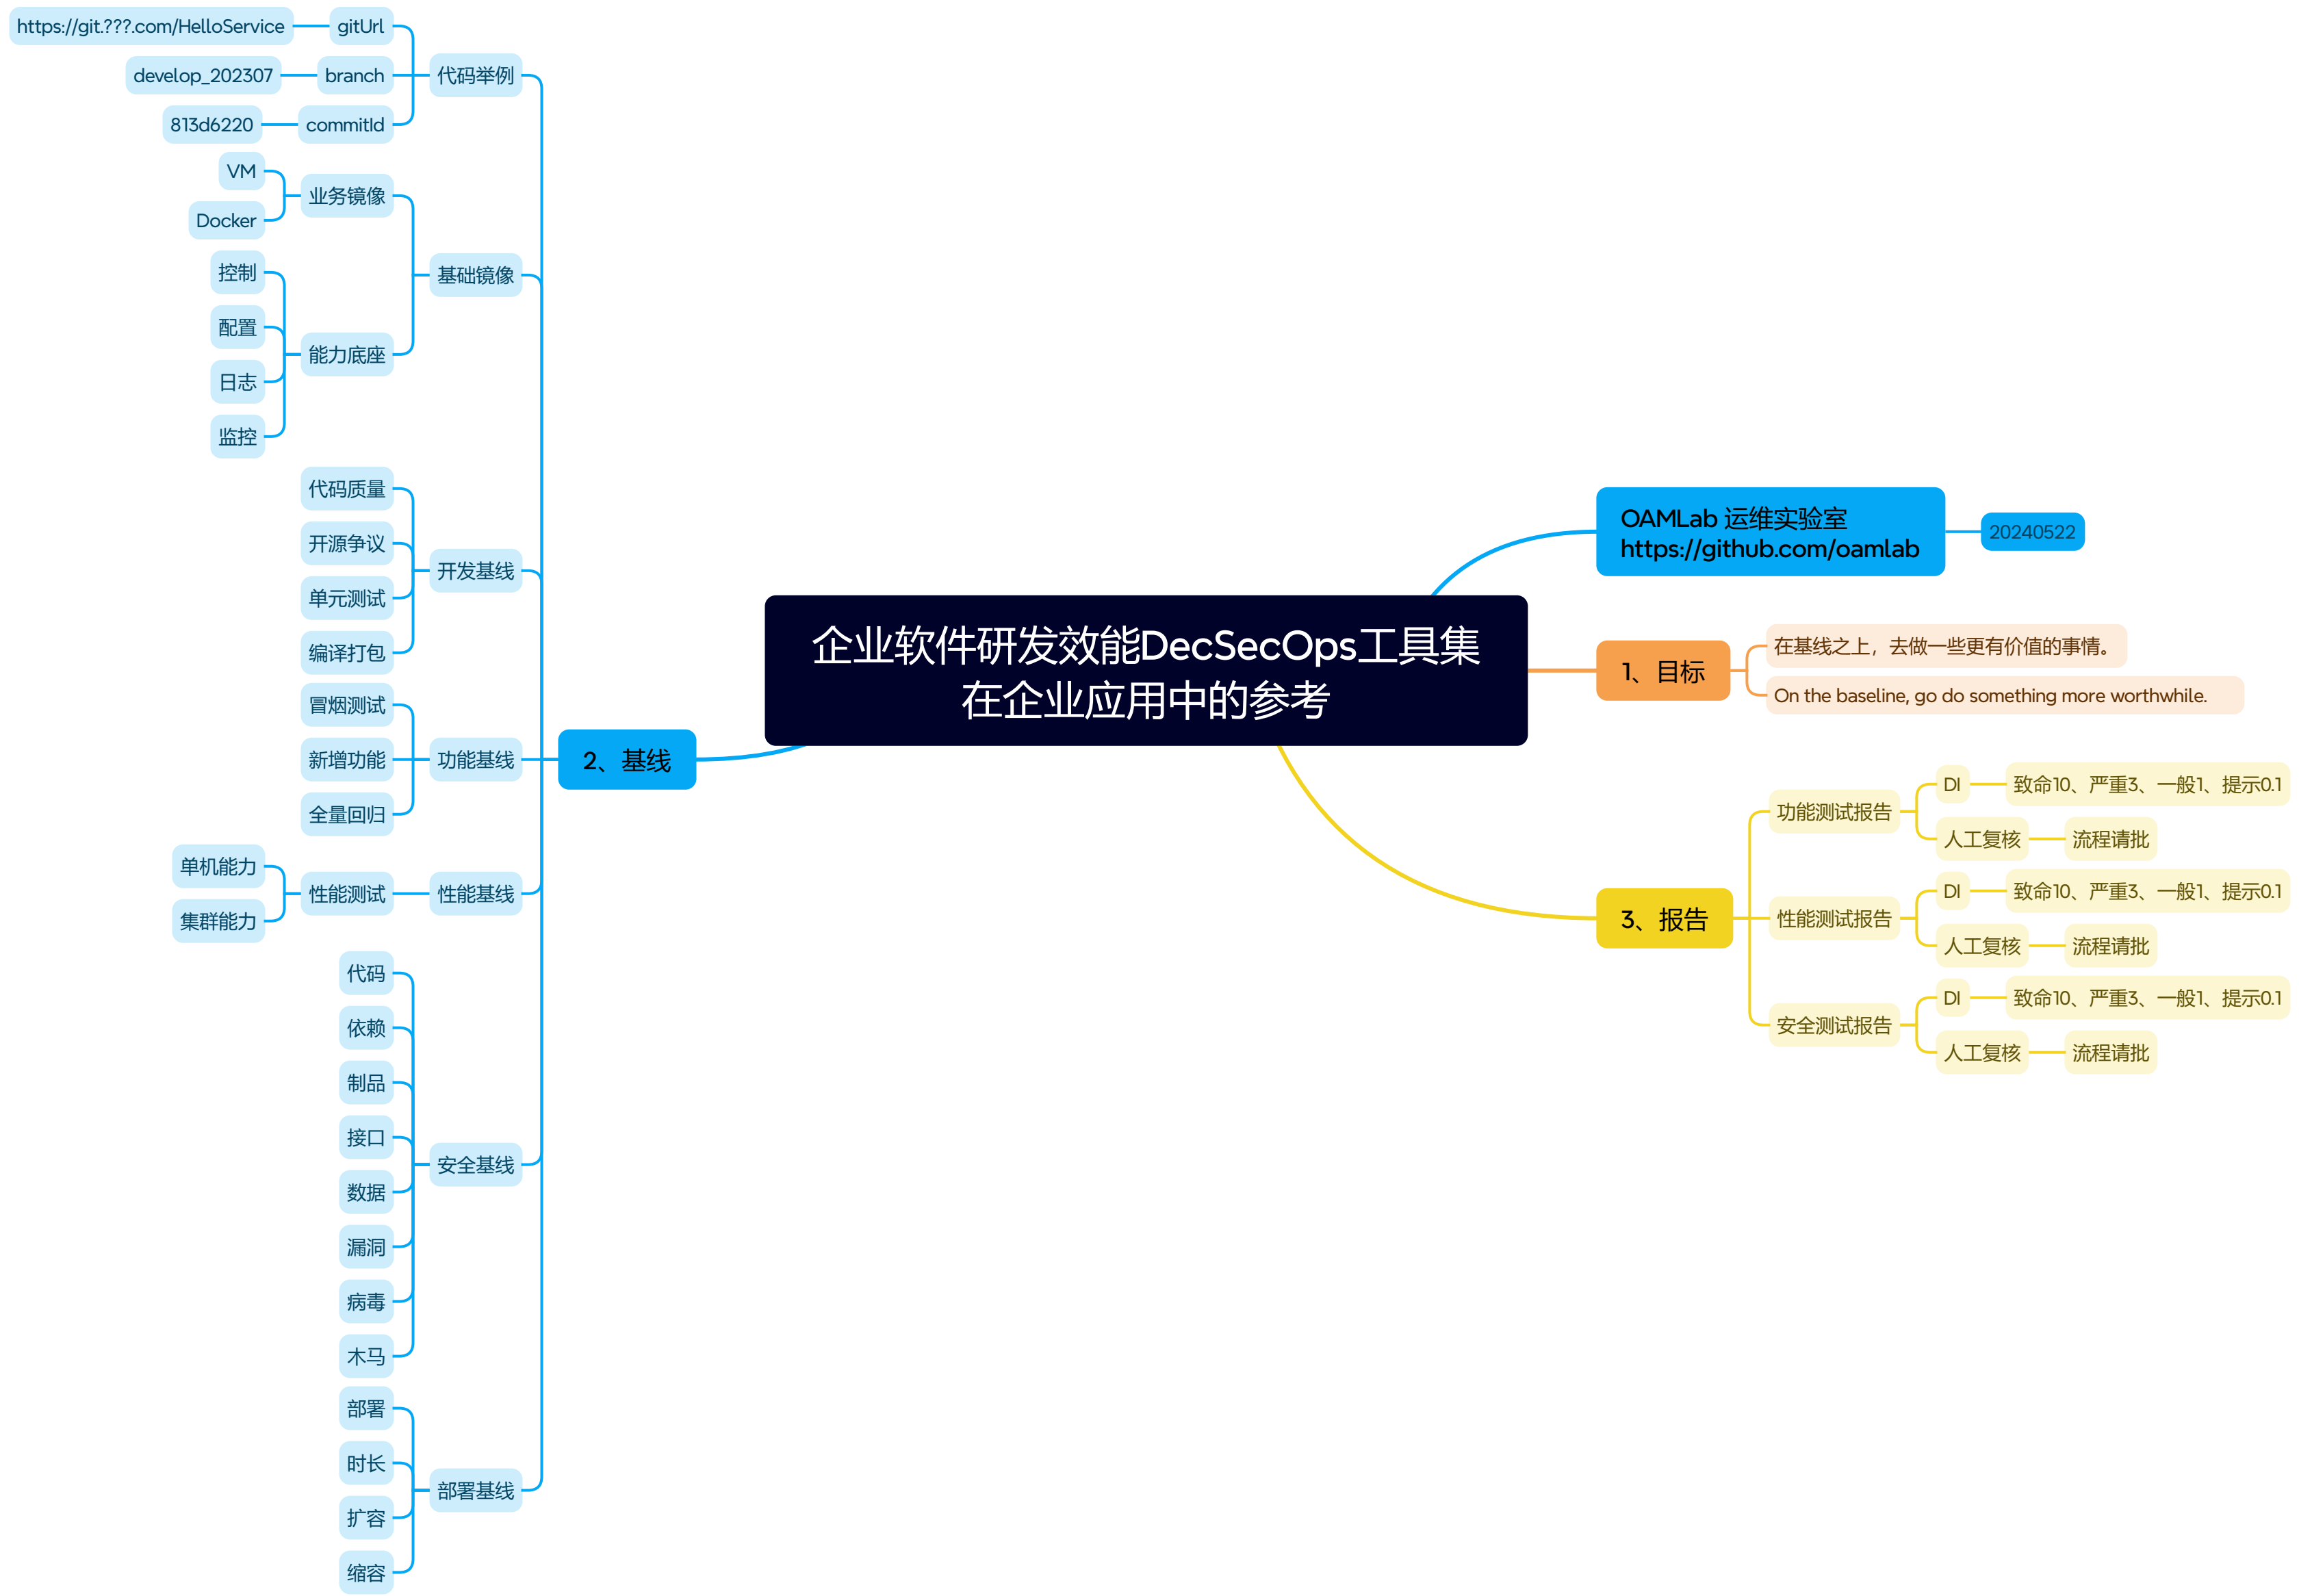 企业软件研发效能DecSecOps工具集
在企业应用中的参考
OAMLab 运维实验室
https://github.com/oamlab
20240522
1、目标
在基线之上，去做一些更有价值的事情。
On the baseline, go do something more worthwhile.
2、基线
代码举例
gitUrl
https://git.???.com/HelloService
branch
develop_202307
commitId
813d6220
基础镜像
业务镜像
VM
Docker
能力底座
控制
配置
日志
监控
开发基线
代码质量
开源争议
单元测试
编译打包
功能基线
冒烟测试
新增功能
全量回归
性能基线
性能测试
单机能力
集群能力
安全基线
代码
依赖
制品
接口
数据
漏洞
病毒
木马
部署基线
部署
时长
扩容
缩容
3、报告
功能测试报告
DI
致命10、严重3、一般1、提示0.1
人工复核
流程请批
性能测试报告
DI
致命10、严重3、一般1、提示0.1
人工复核
流程请批
安全测试报告
DI
致命10、严重3、一般1、提示0.1
人工复核
流程请批